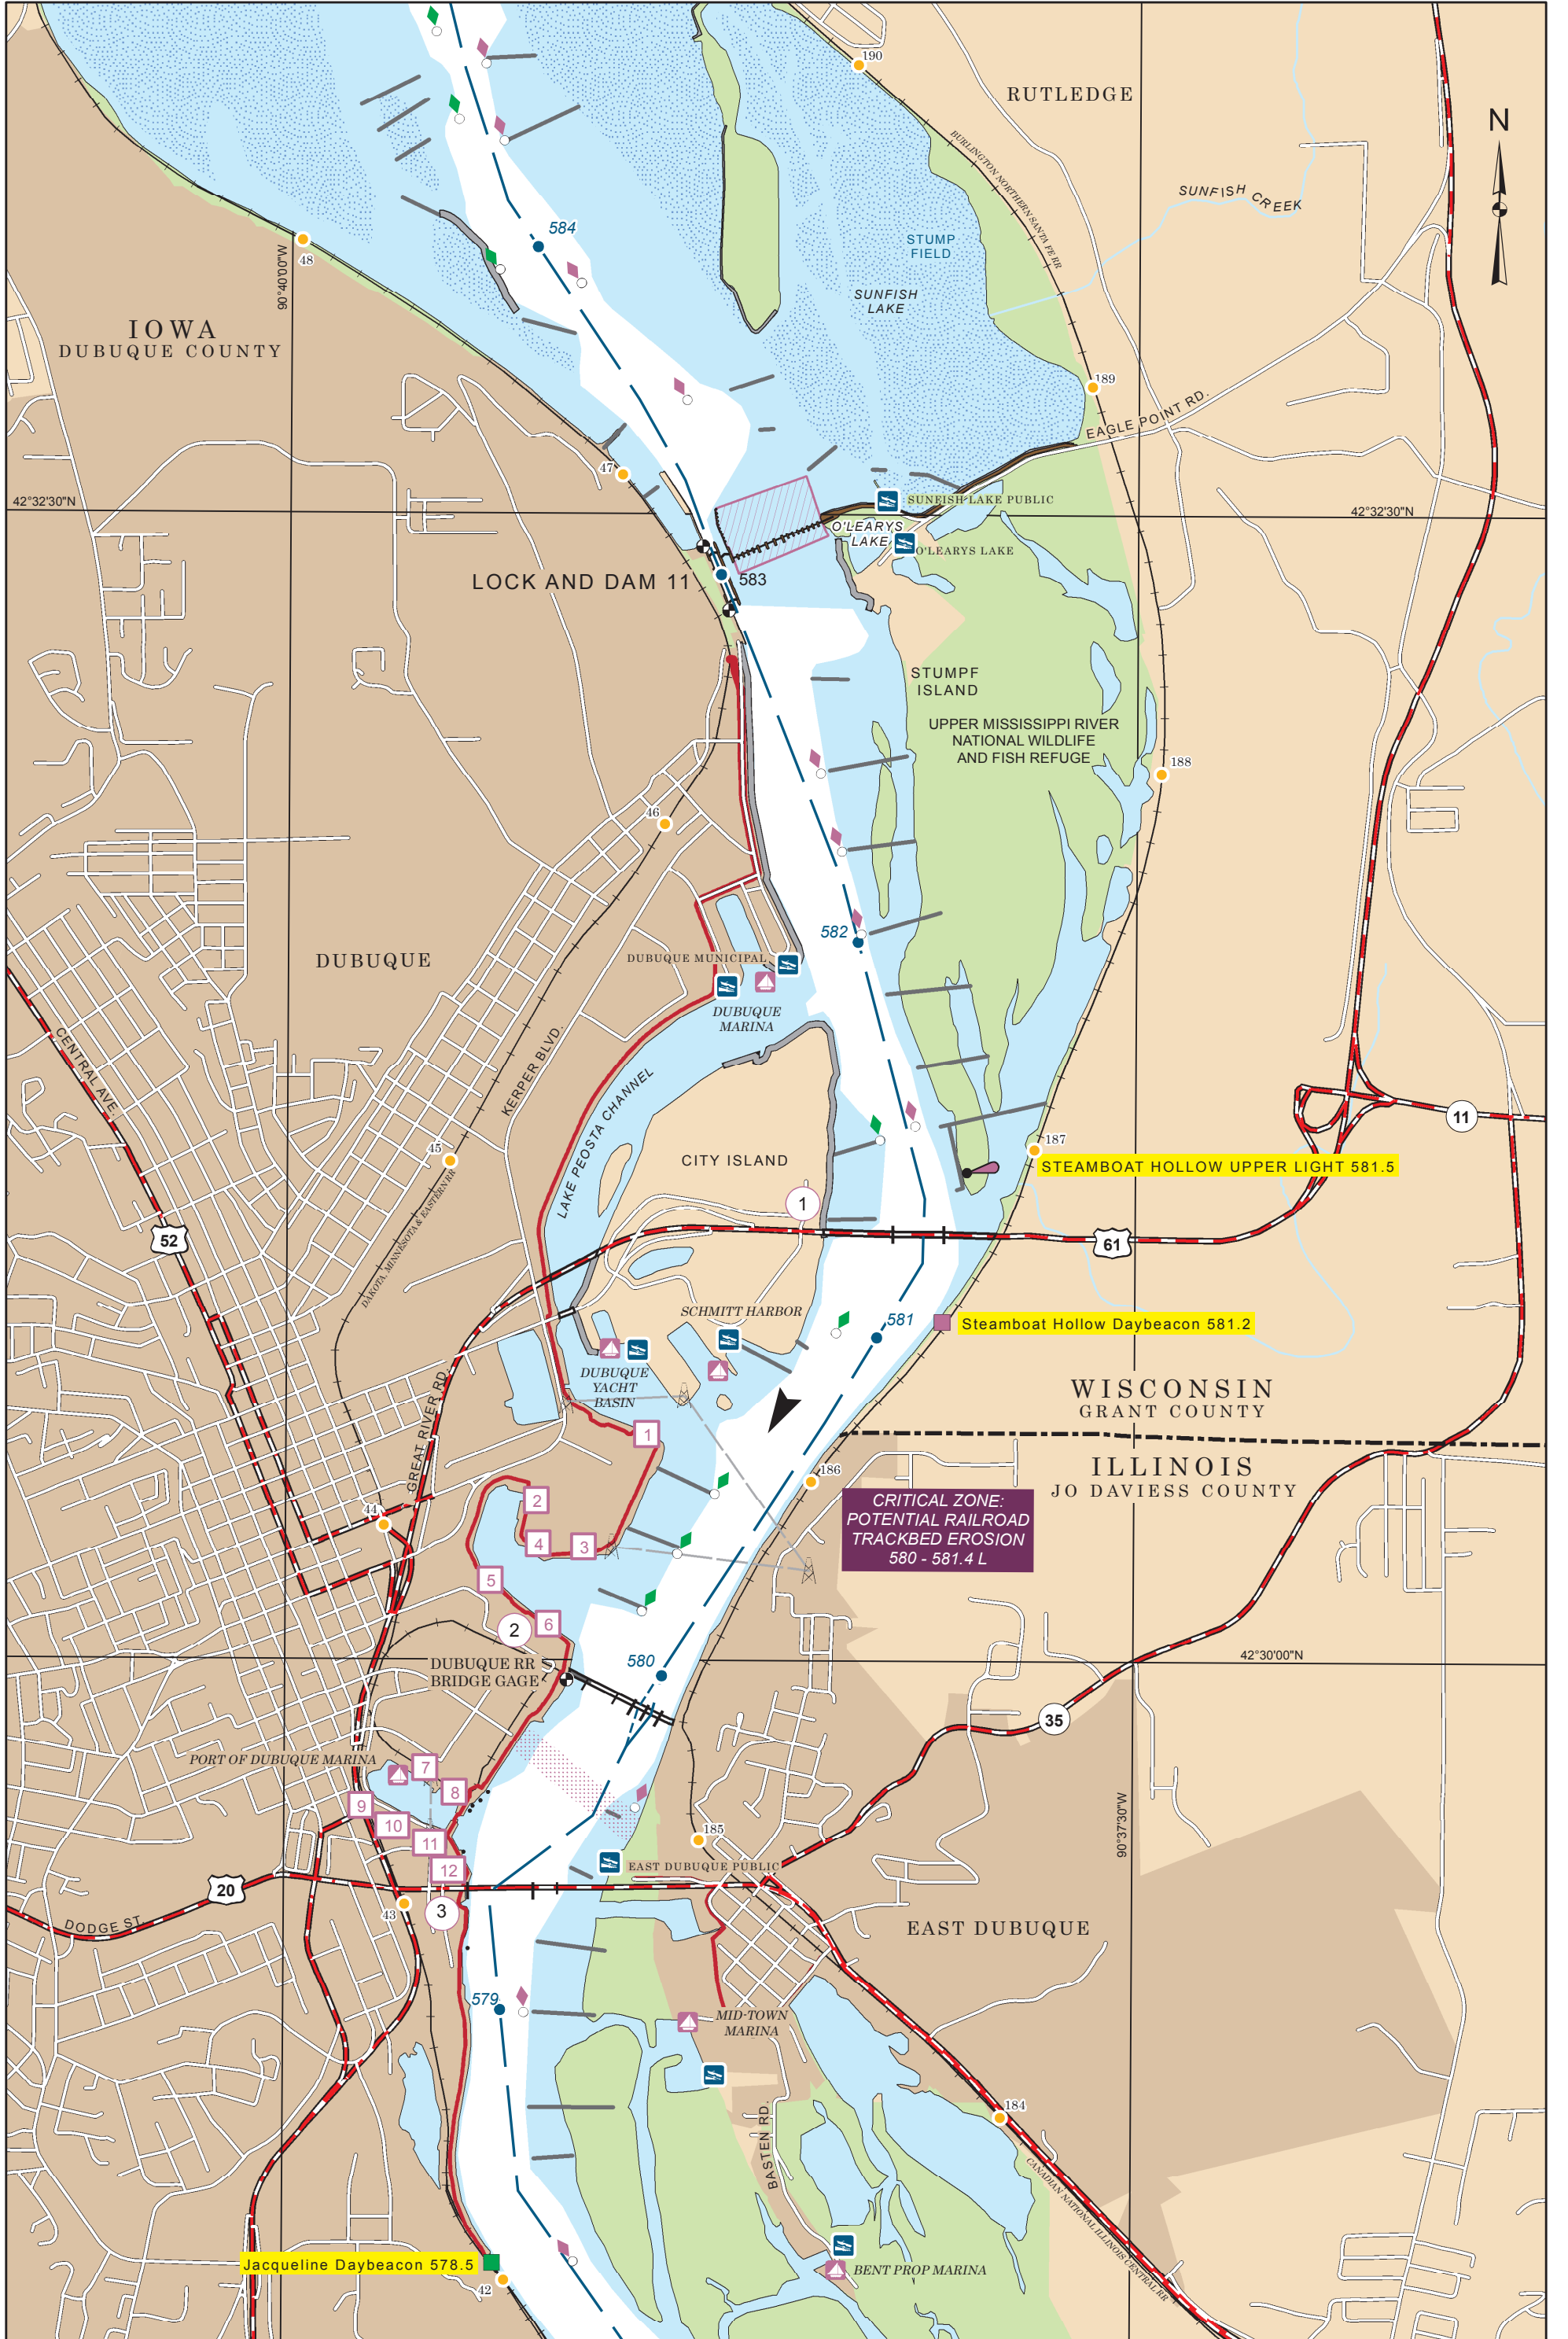 190
RUTLEDGE
N
BURLINGTON NORTHERN SANTA FE RR
SUNFISH CREEK
584
STUMP
FIELD
48
90°40'00"W
SUNFISH
LAKE
IOWA
DUBUQUE COUNTY
189
EAGLE POINT RD.
47
42°32'30"N
SUNFISH LAKE PUBLIC
42°32'30"N
O'LEARYS
LAKE
O'LEARYS LAKE
LOCK AND DAM 11
583
STUMPF
ISLAND
UPPER MISSISSIPPI RIVER
NATIONAL WILDLIFE
AND FISH REFUGE
188
46
582
DUBUQUE
DUBUQUE MUNICIPAL
DUBUQUE
MARINA
CENTRAL AVE.
KERPER BLVD.
LAKE PEOSTA CHANNEL
11
45
187
CITY ISLAND
STEAMBOAT HOLLOW UPPER LIGHT 581.5
DAKOTA, MINNESOTA & EASTERN RR
1
52
61
SCHMITT HARBOR
581
Steamboat Hollow Daybeacon 581.2
DUBUQUE
YACHT
BASIN
GREAT RIVER RD.
WISCONSIN
GRANT COUNTY
1
ILLINOIS
JO DAVIESS COUNTY
186
2
44
CRITICAL ZONE:
POTENTIAL RAILROAD
TRACKBED EROSION
580 - 581.4 L
4
3
5
6
2
DUBUQUE RR
BRIDGE GAGE
580
42°30'00"N
35
PORT OF DUBUQUE MARINA
7
8
9
10
11
12
185
90°37'30"W
EAST DUBUQUE PUBLIC
20
43
3
DODGE ST.
EAST DUBUQUE
579
MID-TOWN
MARINA
184
BASTEN RD.
CANADIAN NATIONAL/ILLINOIS CENTRAL RR
Jacqueline Daybeacon 578.5
42
BENT PROP MARINA